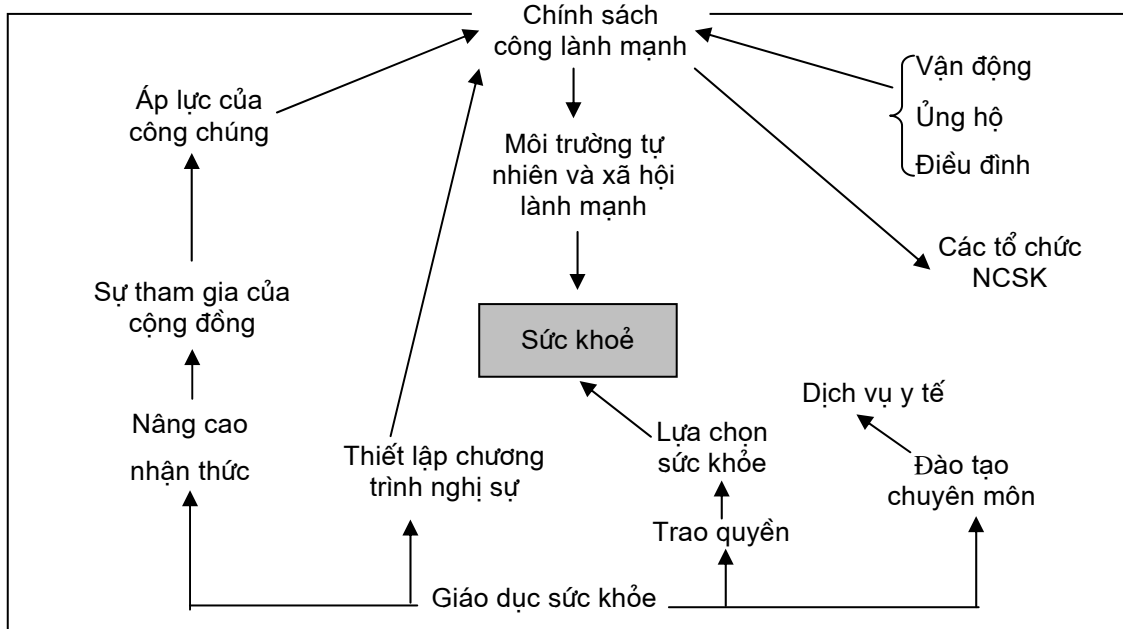 Chính sách
công lành mạnh
Vận động
Ủng hộ
Điều đình
Áp lực của
công chúng
Môi trường tự
nhiên và xã hội
lành mạnh
Các tổ chức
NCSK
Sự tham gia của
cộng đồng
Sức khoẻ
Dịch vụ y tế
Nâng cao
nhận thức
Thiết lập chương
trình nghị sự
Lựa chọn
sức khỏe
Đào tạo
chuyên môn
Trao quyền
Giáo dục sức khỏe